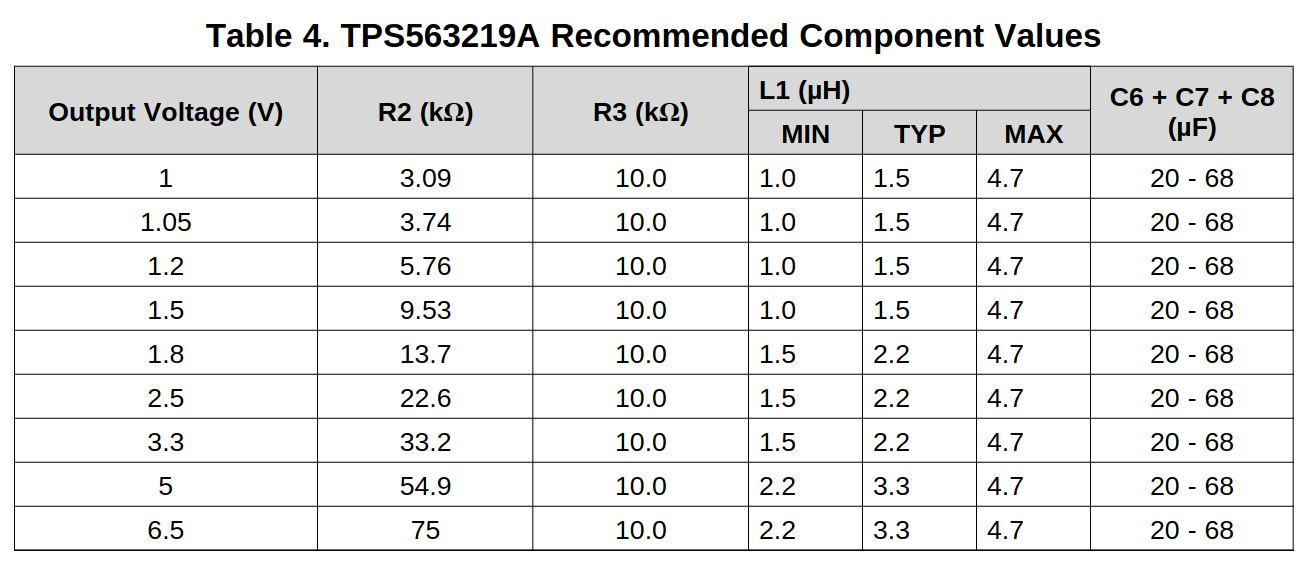 Table 4. TPS563219A Recommended Component Values
Output Voltage (V) R2 (kΩ) R3 (kΩ) L1 (µH) C6 + C7 + C8 (µF)
MIN TYP MAX
1 3.09 10.0 1.0 1.5 4.7 20 - 68
1.05 3.74 10.0 1.0 1.5 4.7 20 - 68
1.2 5.76 10.0 1.0 1.5 4.7 20 - 68
1.5 9.53 10.0 1.0 1.5 4.7 20 - 68
1.8 13.7 10.0 1.5 2.2 4.7 20 - 68
2.5 22.6 10.0 1.5 2.2 4.7 20 - 68
3.3 33.2 10.0 1.5 2.2 4.7 20 - 68
5 54.9 10.0 2.2 3.3 4.7 20 - 68
6.5 75 10.0 2.2 3.3 4.7 20 - 68